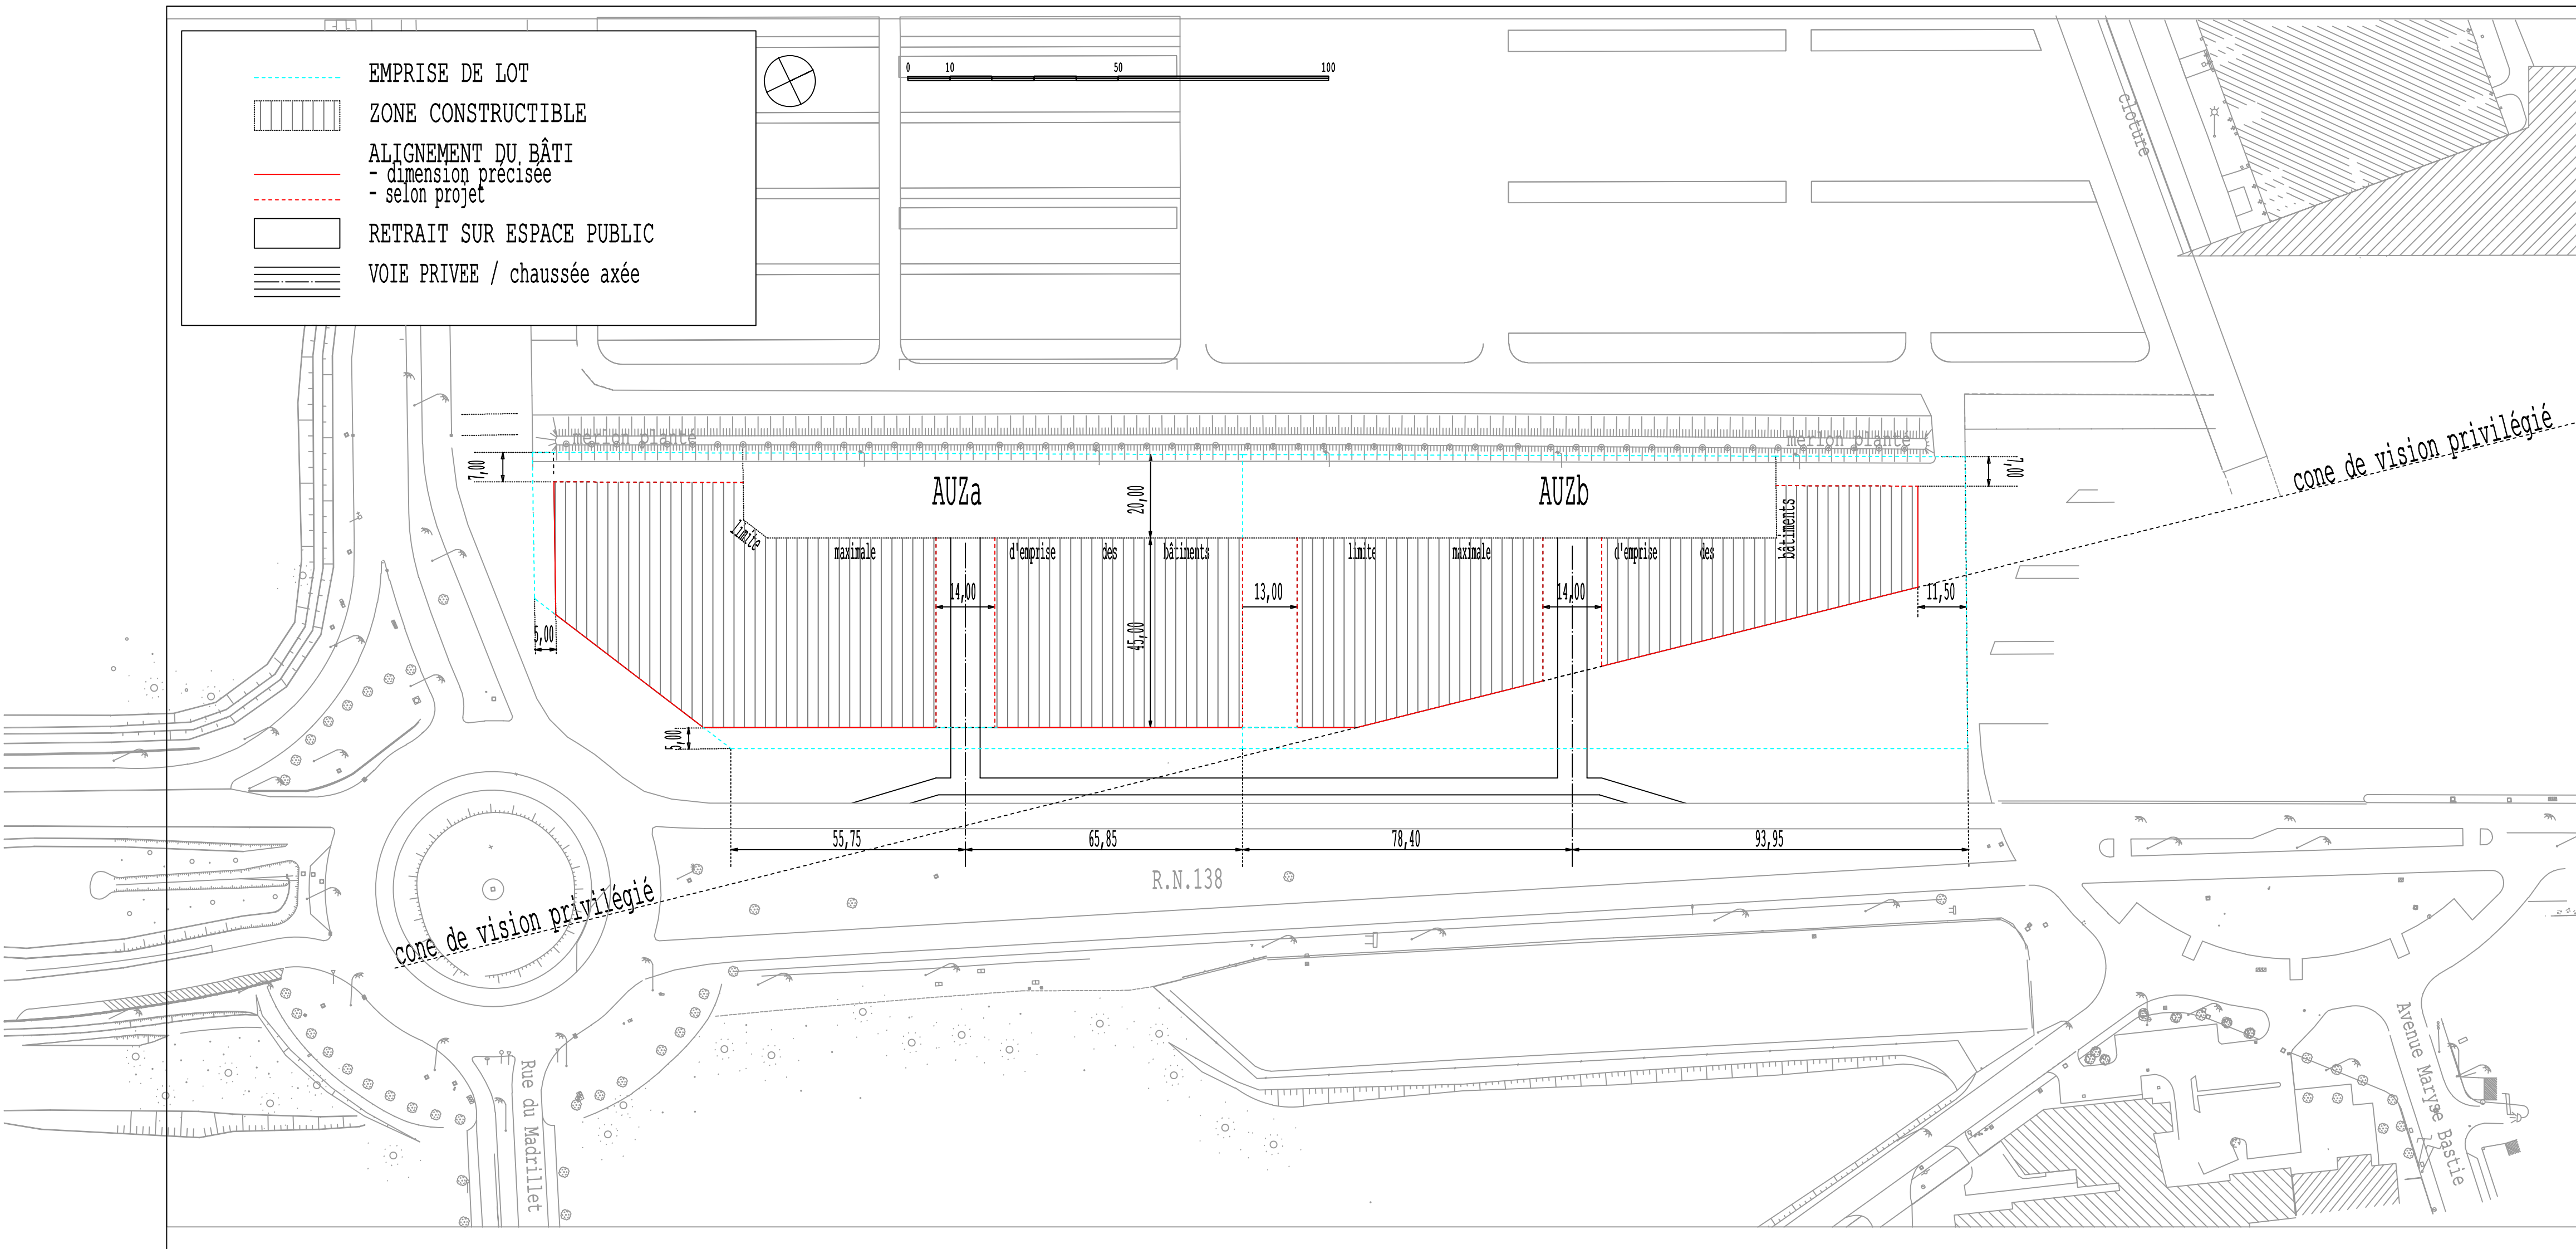 EMPRISE DE LOT
ZONE CONSTRUCTIBLE
ALIGNEMENT DU BÂTI
- dimension précisée
- selon projet
RETRAIT SUR ESPACE PUBLIC
VOIE PRIVEE / chaussée axée
0 10 50 100
Cloture
cone de vision privilégié
merlon planté
merlon planté
7,00
7,00
AUZa
20,00
AUZb
limite
maximale
d'emprise
des
bâtiments
limite
maximale
d'emprise
des
bâtiments
14,00
13,00
14,00
11,50
5,00
45,00
5,00
55,75
65,85
78,40
93,95
R.N.138
cone de vision privilégié
Rue du Madrillet
Avenue Maryse Bastie